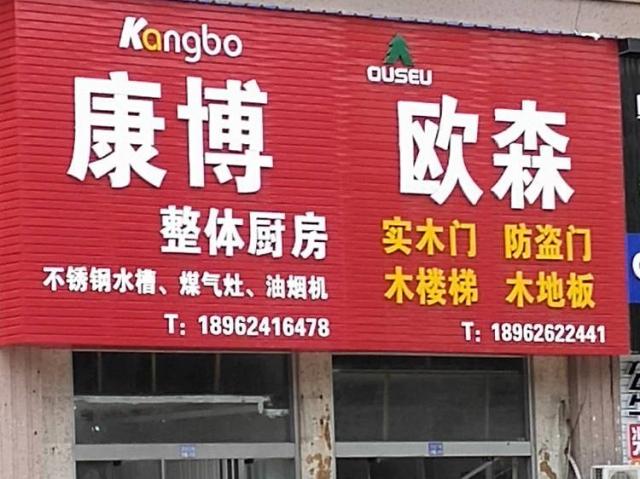 Kangbo
康博
整体厨房
不锈钢水槽、煤气灶、油烟机
T: 18962416478
OUSEU
欧森
实木门 防盗门
木楼梯 木地板
T: 18962622441